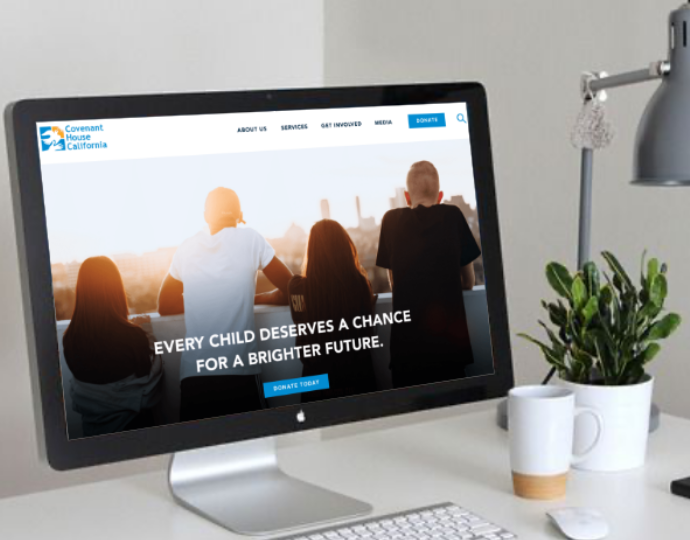 Covenant
House
California
ABOUT US
SERVICES
GET INVOLVED
MEDIA
DONATE
EVERY CHILD DESERVES A CHANCE
FOR A BRIGHTER FUTURE.
DONATE TODAY